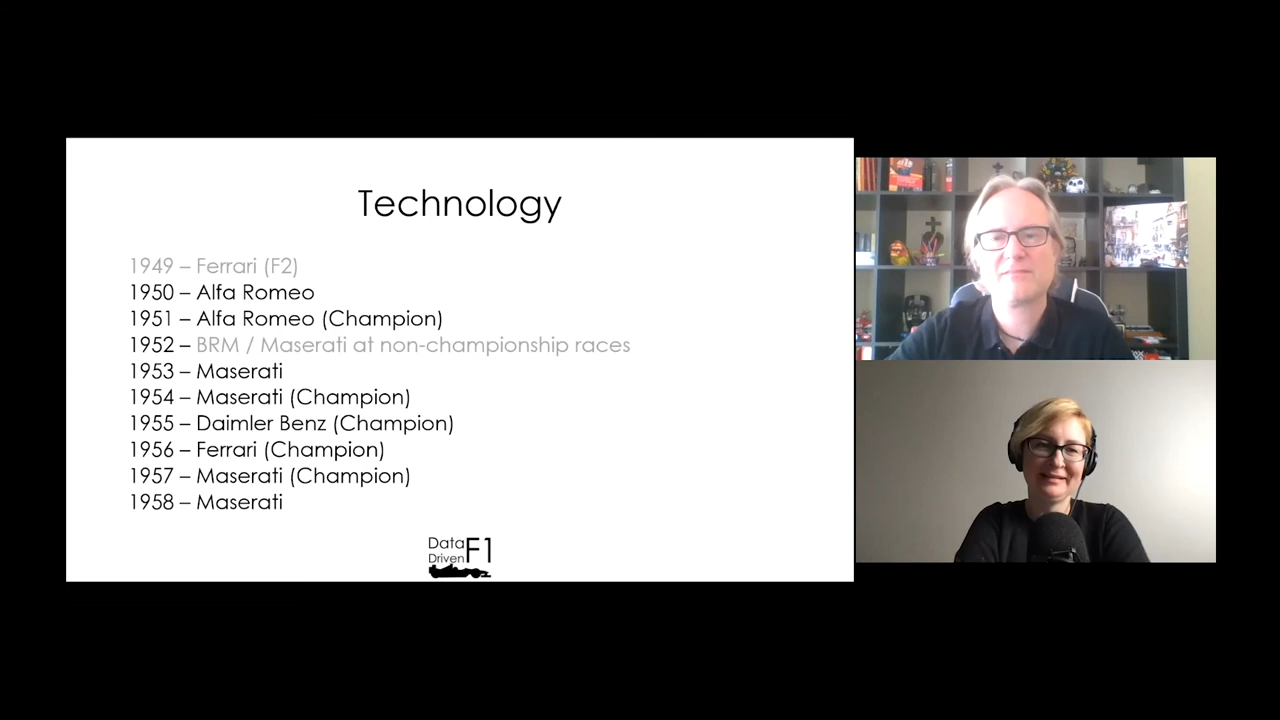 Technology
1949 – Ferrari (F2)
1950 – Alfa Romeo
1951 – Alfa Romeo (Champion)
1952 – BRM / Maserati at non-championship races
1953 – Maserati
1954 – Maserati (Champion)
1955 – Daimler Benz (Champion)
1956 – Ferrari (Champion)
1957 – Maserati (Champion)
1958 – Maserati
Data
Driven
F1